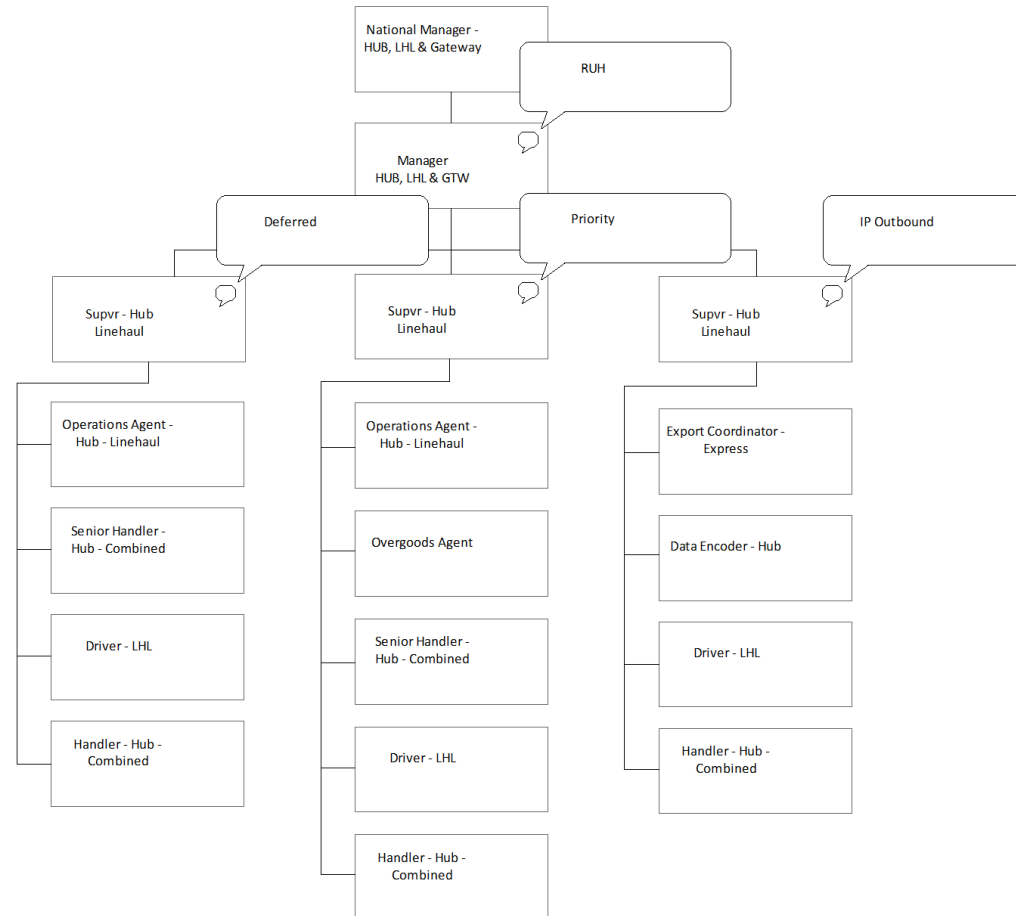 National Manager -
HUB, LHL & Gateway
RUH
Manager
HUB, LHL & GTW
Deferred
Priority
IP Outbound
Supvr - Hub
Linehaul
Supvr - Hub
Linehaul
Supvr - Hub
Linehaul
Operations Agent -
Hub - Linehaul
Senior Handler -
Hub - Combined
Driver - LHL
Handler - Hub -
Combined
Operations Agent -
Hub - Linehaul
Overgoods Agent
Senior Handler -
Hub - Combined
Driver - LHL
Handler - Hub -
Combined
Export Coordinator -
Express
Data Encoder - Hub
Driver - LHL
Handler - Hub -
Combined